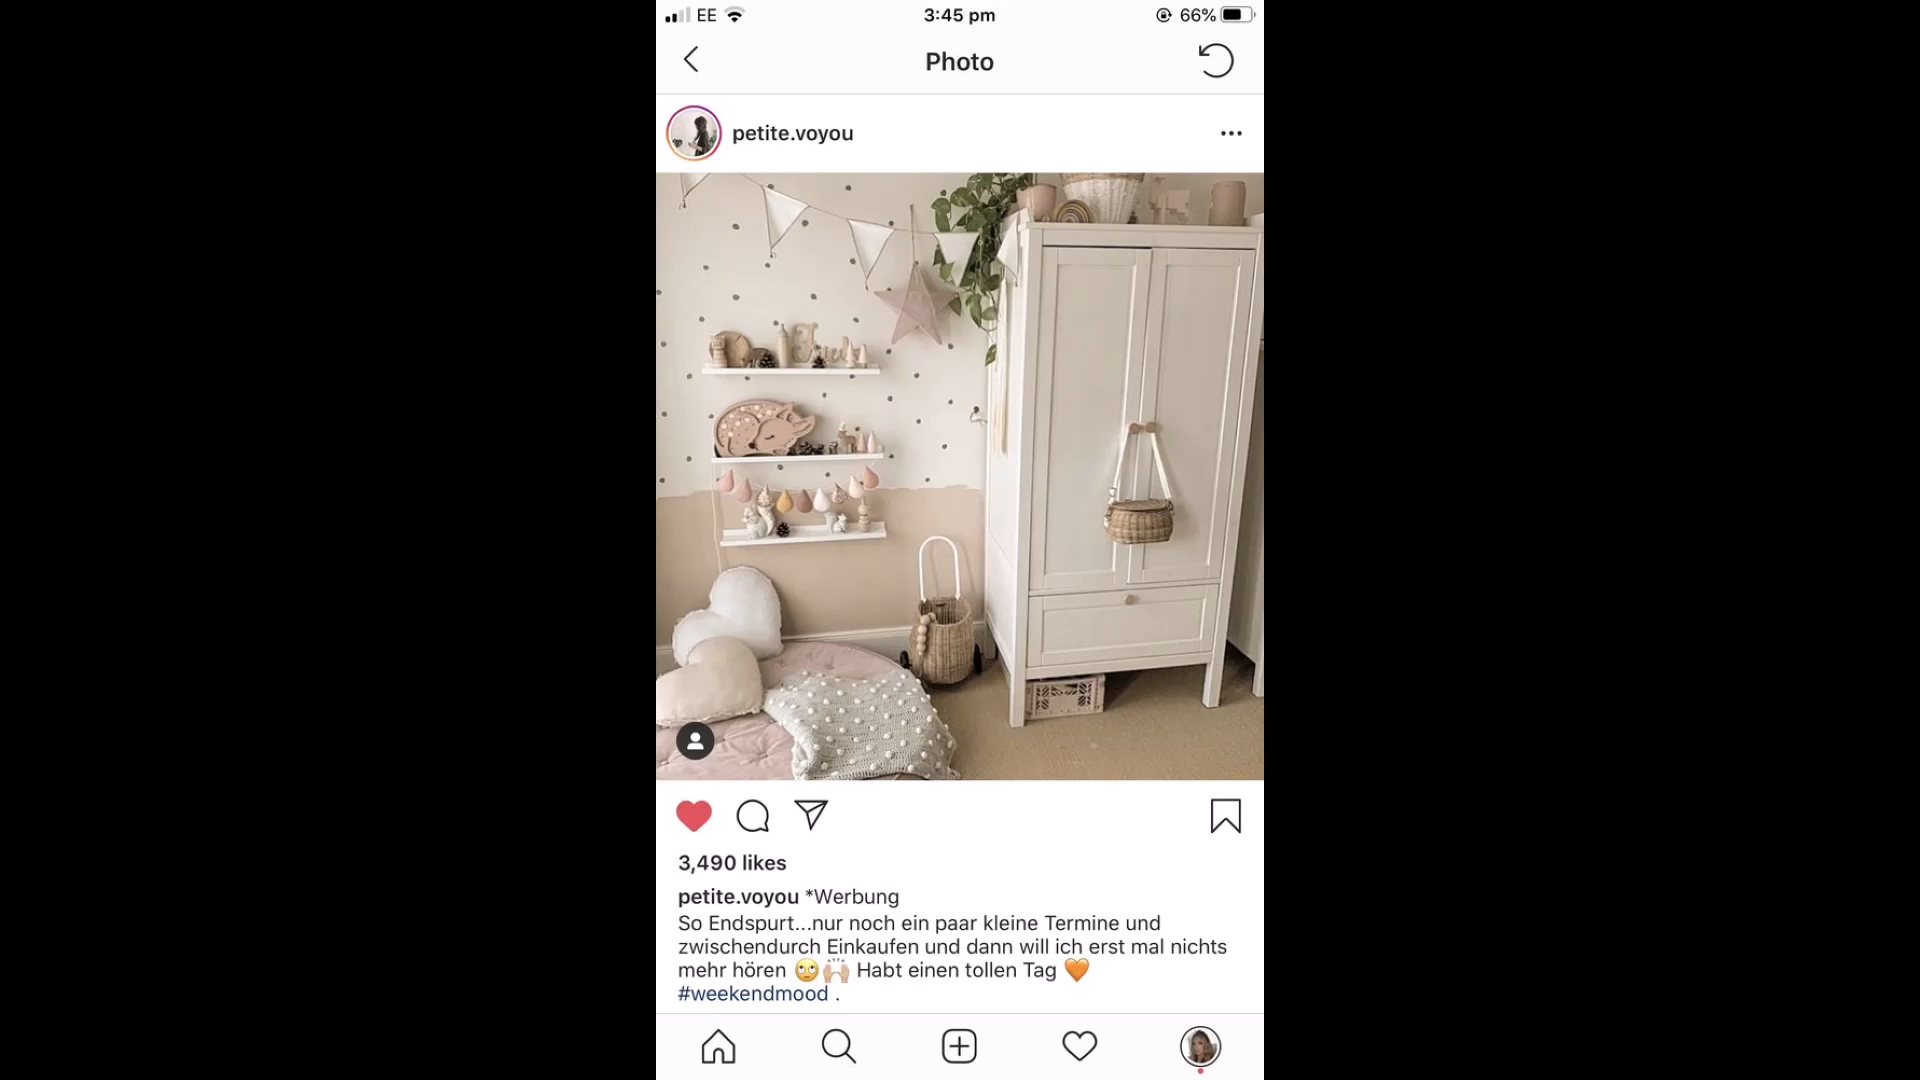 EE 3:45 pm 66%
Photo
petite.voyou
3,490 likes
petite.voyou *Werbung
So Endspurt...nur noch ein paar kleine Termine und
zwischendurch Einkaufen und dann will ich erst mal nichts
mehr hören 🙄🙌🏼 Habt einen tollen Tag 🧡
#weekendmood .